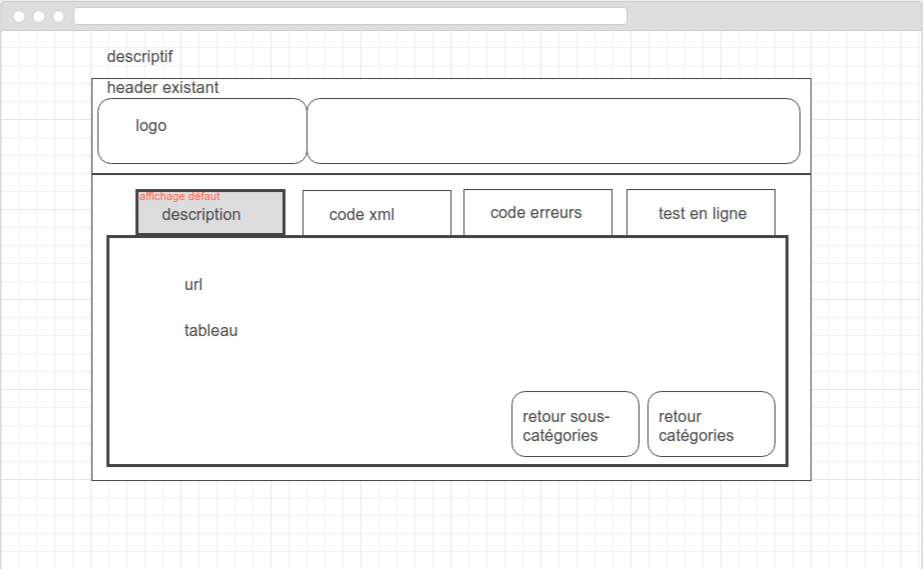 descriptif
header existant
logo
affichage défaut
description
code xml
code erreurs
test en ligne
url
tableau
retour sous-
catégories
retour
catégories